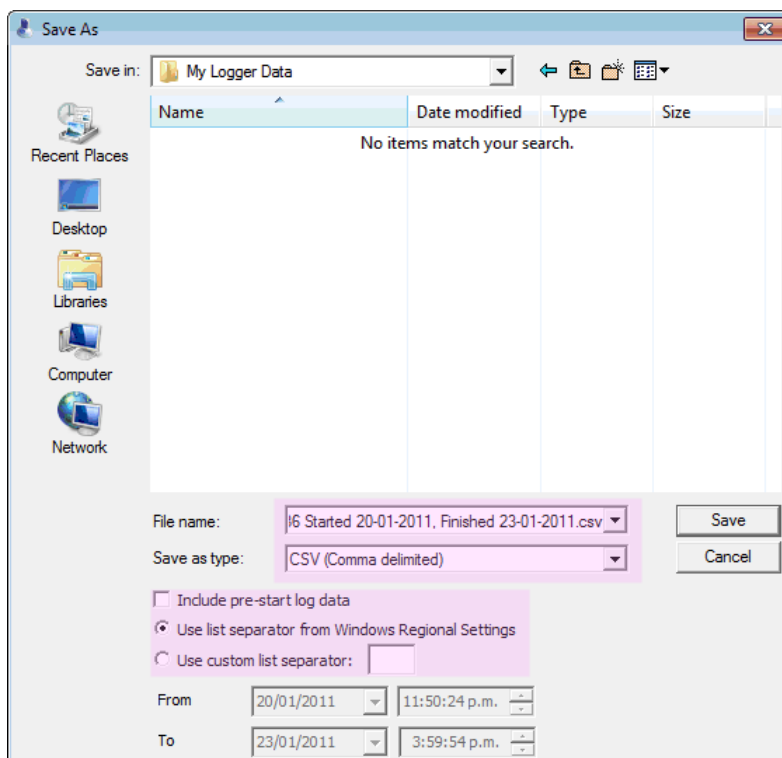 Save As
Save in:
My Logger Data
Name
Date modified
Type
Size
No items match your search.
Recent Places
Desktop
Libraries
Computer
Network
File name:
Started 20-01-2011, Finished 23-01-2011.csv
Save
Save as type:
CSV (Comma delimited)
Cancel
Include pre-start log data
Use list separator from Windows Regional Settings
Use custom list separator:
From
20/01/2011
11:50:24 p.m.
To
23/01/2011
3:59:54 p.m.